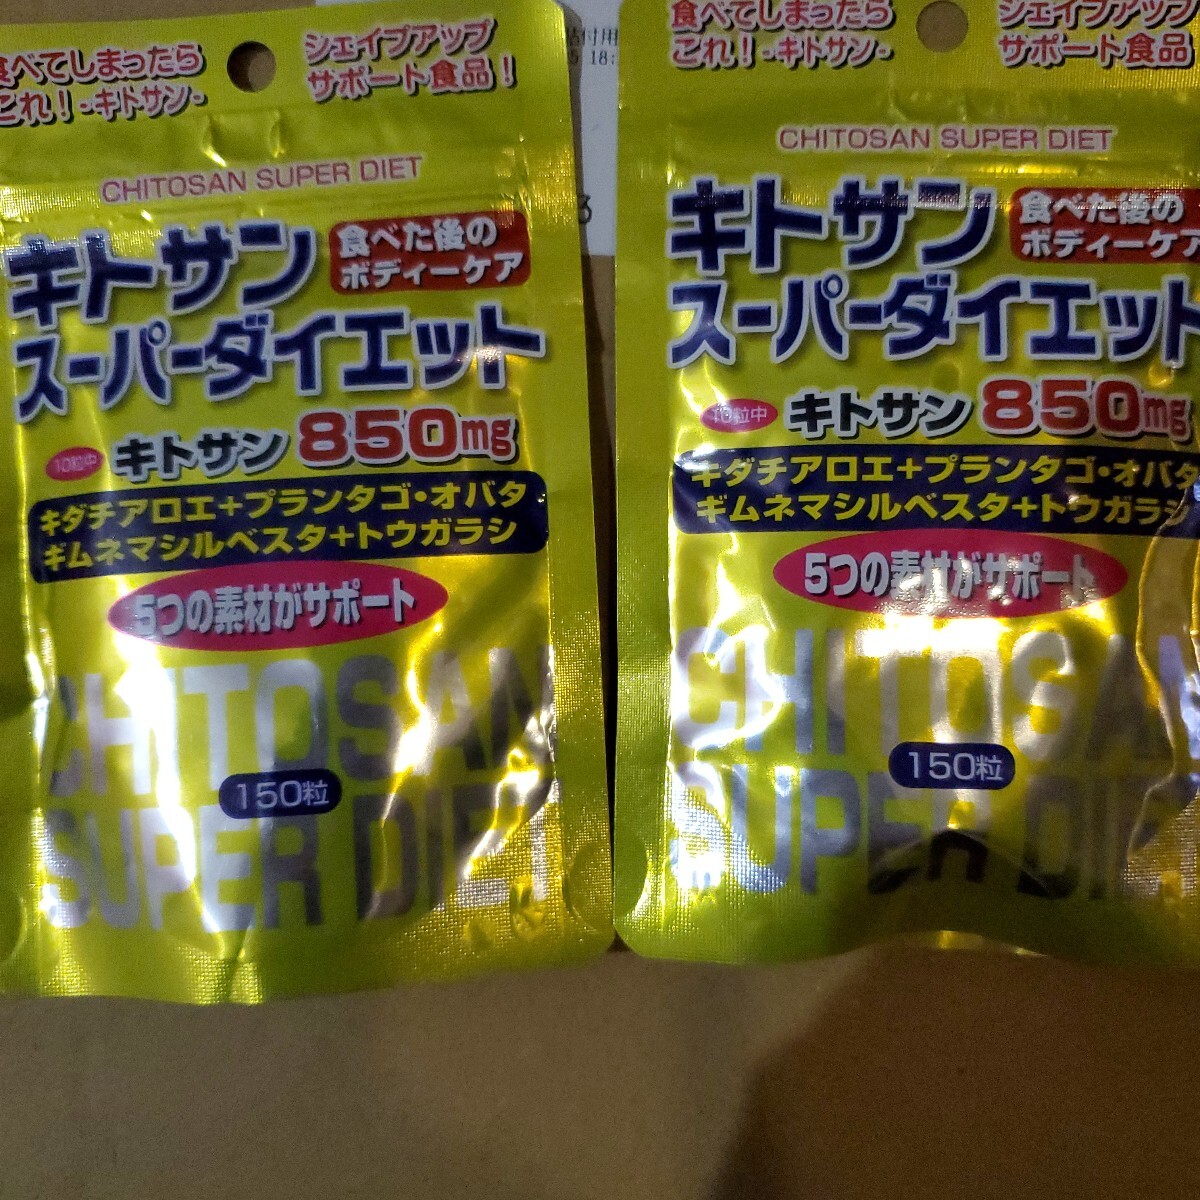 食べてしまったら
これ！-キトサン-
シェイプアップ
サポート食品！
CHITOSAN SUPER DIET
キトサン
食べた後の
ボディーケア
スーパーダイエット
10粒中 キトサン 850mg
キダチアロエ+プランタゴ・オバタ
ギムネマシルベスタ+トウガラシ
5つの素材がサポート
CHITOSAN
SUPER DIET
150粒
食べてしまったら
これ！-キトサン-
シェイプアップ
サポート食品
CHITOSAN SUPER DIET
キトサン
食べた後の
ボディーケア
スーパーダイエット
10粒中 キトサン 850mg
キダチアロエ+プランタゴ・オバタ
ギムネマシルベスタ+トウガラシ
5つの素材がサポート
CHITOSAN
SUPER DIE
150粒